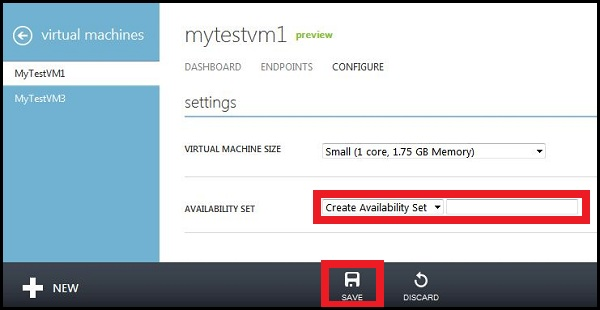 virtual machines
MyTestVM1
MyTestVM3
mytestvm1 preview
DASHBOARD ENDPOINTS CONFIGURE
settings
VIRTUAL MACHINE SIZE Small (1 core, 1.75 GB Memory)
AVAILABILITY SET Create Availability Set
NEW SAVE DISCARD